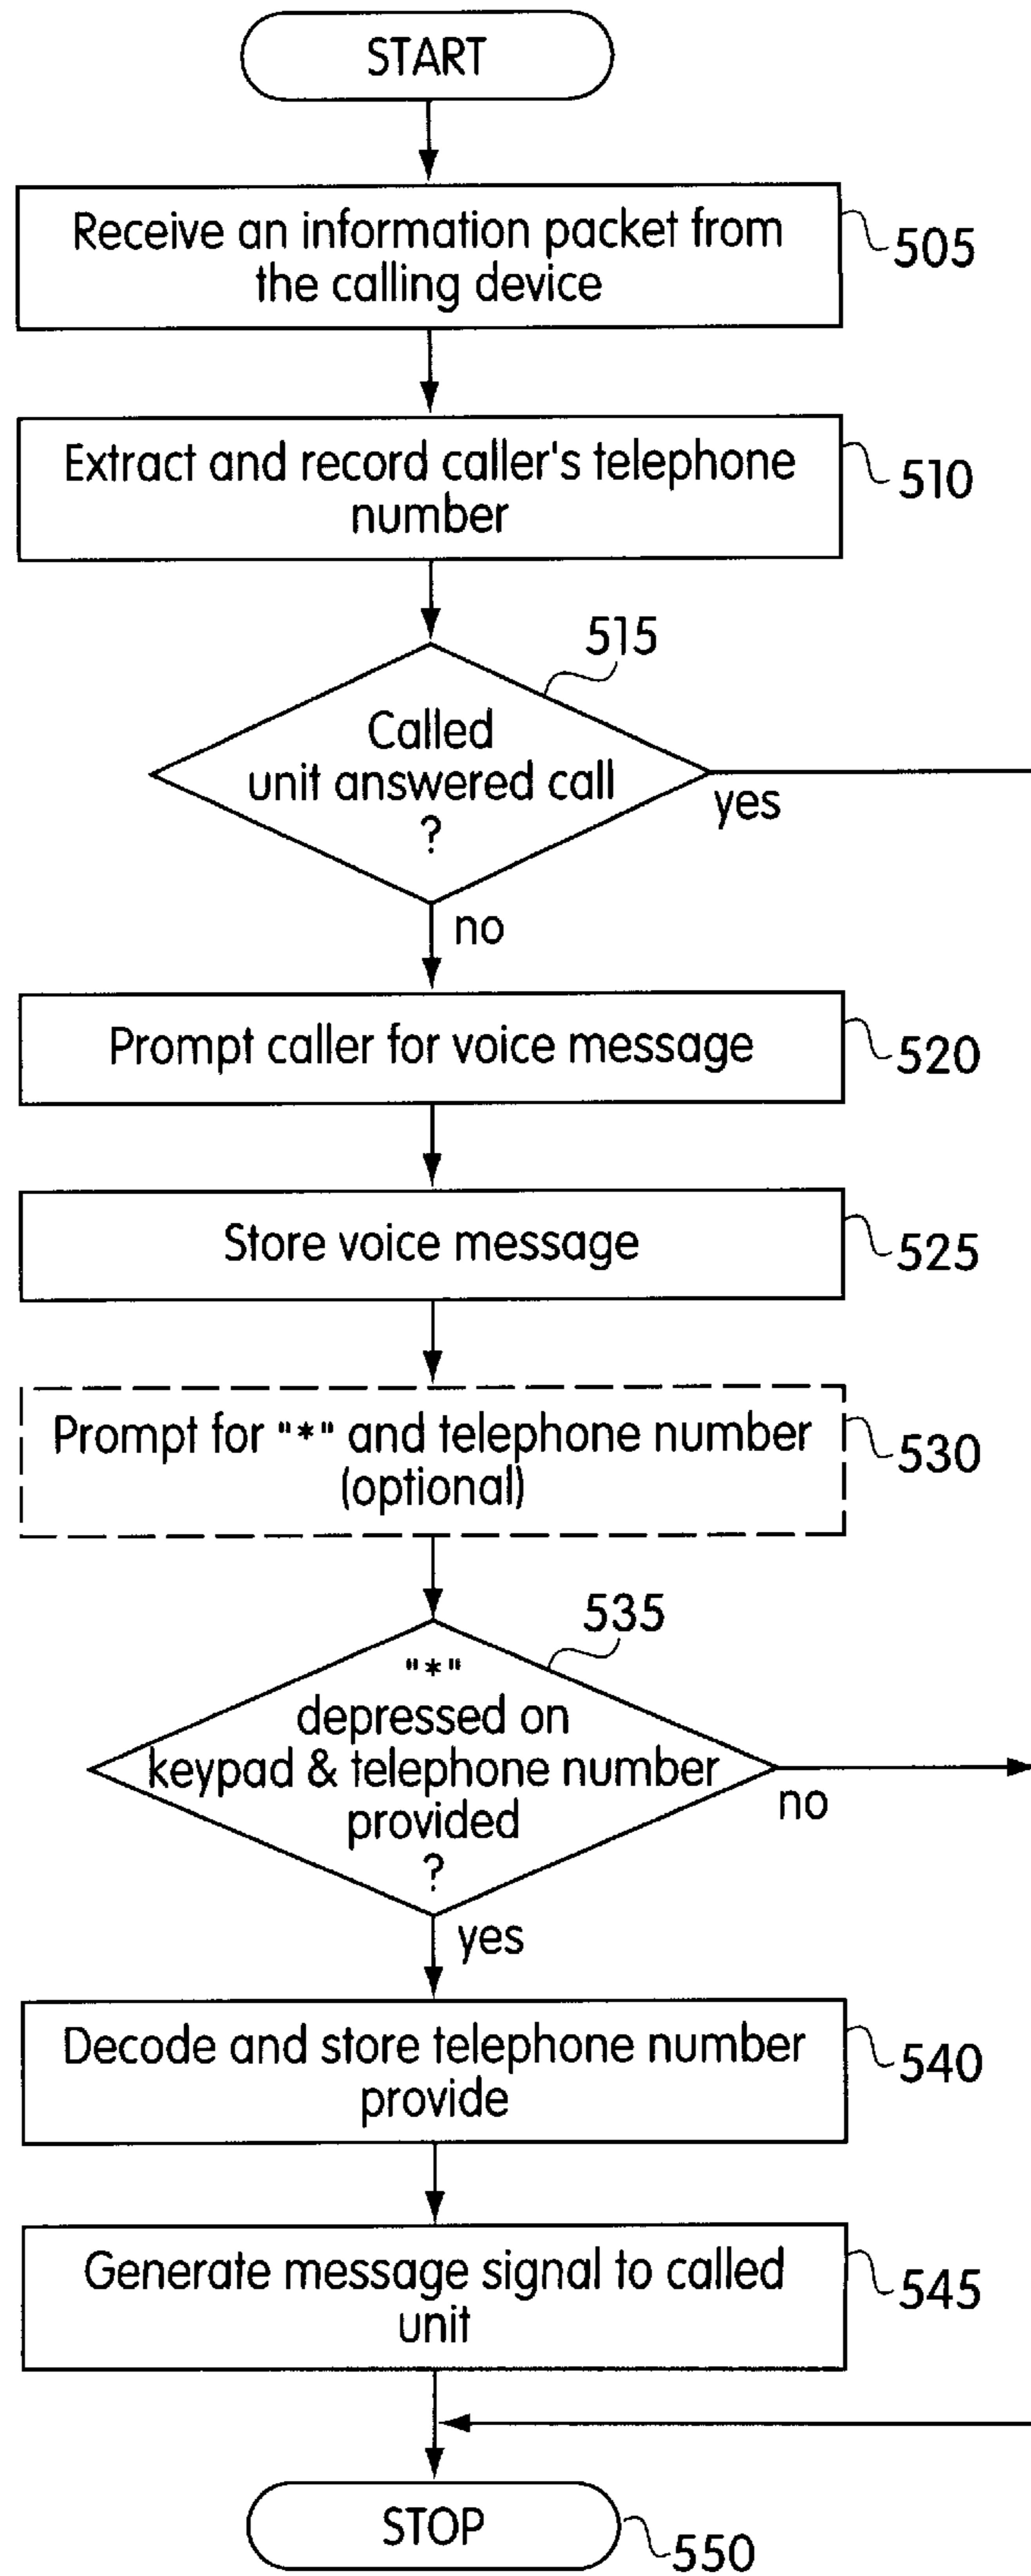 START
Receive an information packet from
the calling device
505
Extract and record caller's telephone
number
510
515
Called
unit answered call
?
yes
no
Prompt caller for voice message
520
Store voice message
525
Prompt for "*" and telephone number
(optional)
530
535
"*"
depressed on
keypad & telephone number
provided
?
no
yes
Decode and store telephone number
provide
540
Generate message signal to called
unit
545
STOP
550